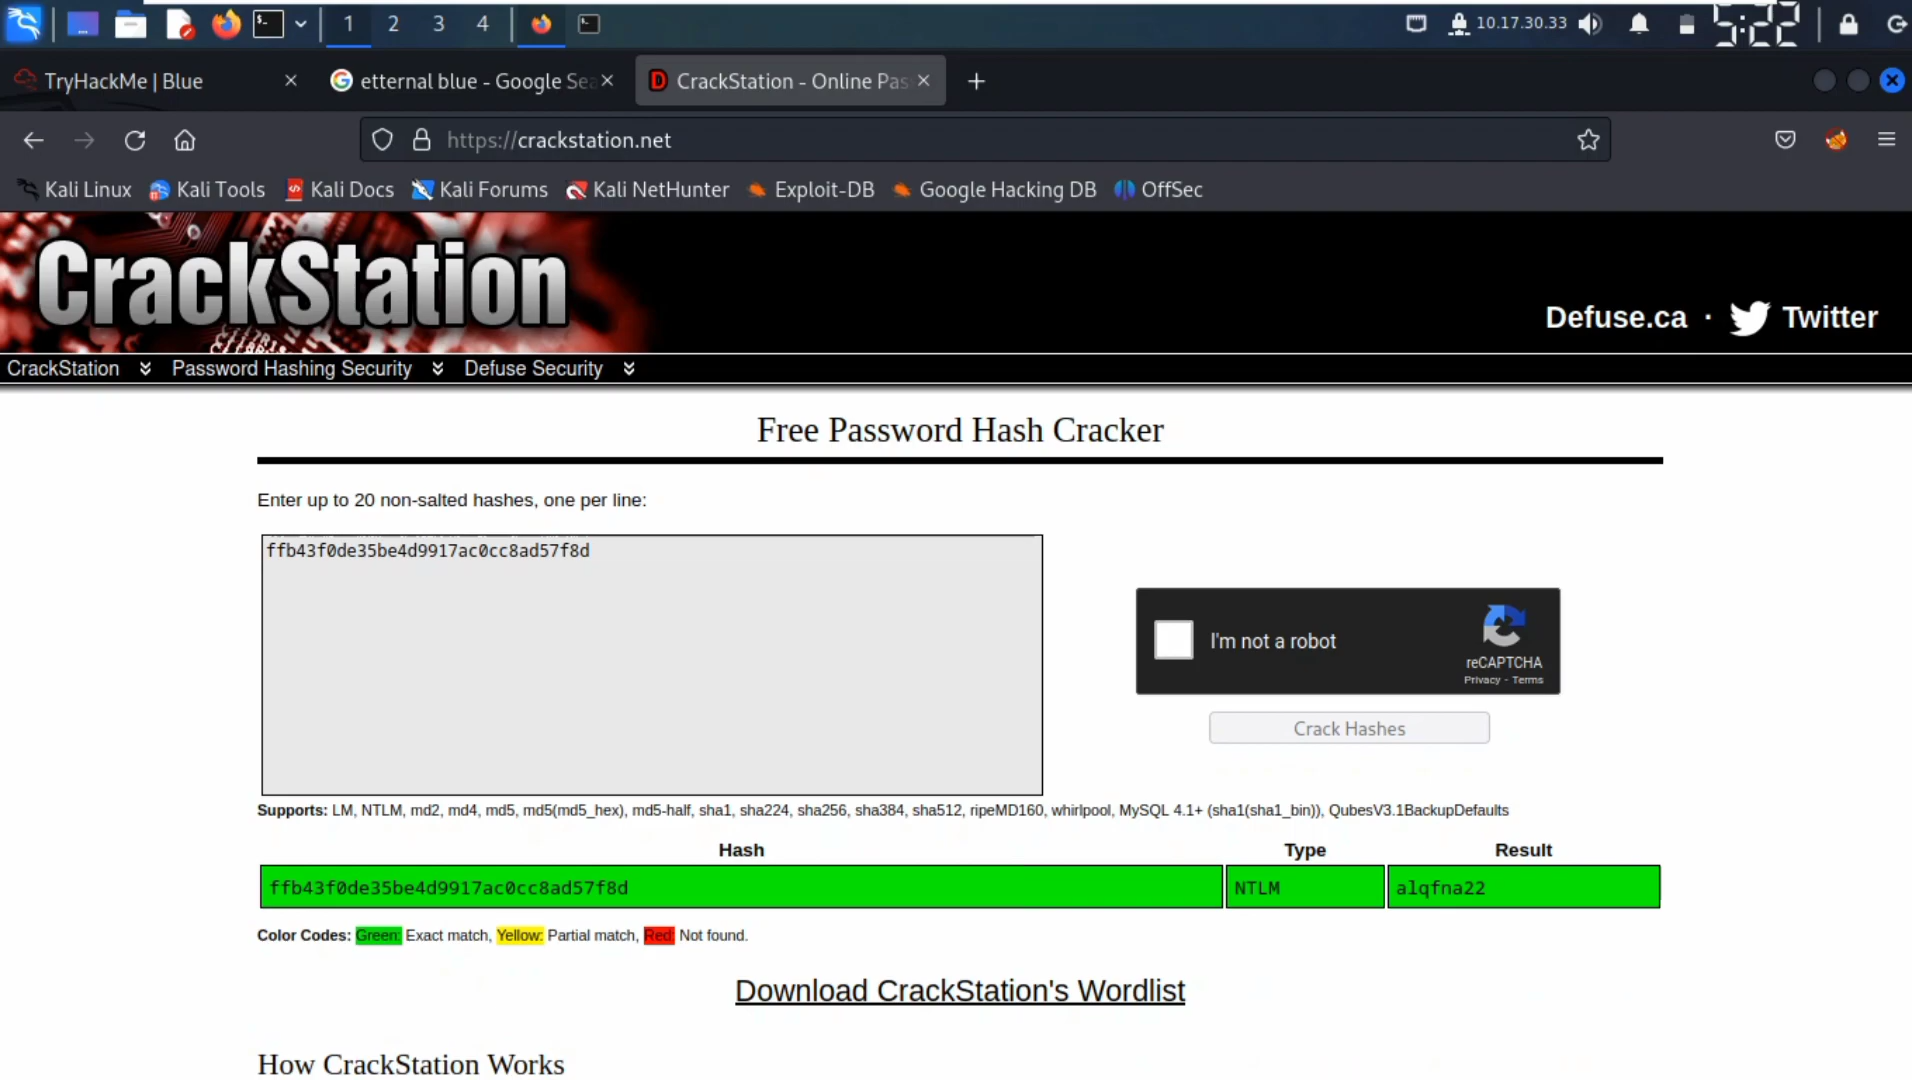 1 2 3 4 10.17.30.33 5:22
TryHackMe | Blue
etternal blue - Google Sea
CrackStation - Online Pas
https://crackstation.net
Kali Linux Kali Tools Kali Docs Kali Forums Kali NetHunter Exploit-DB Google Hacking DB OffSec
CrackStation
Defuse.ca · Twitter
CrackStation Password Hashing Security Defuse Security
Free Password Hash Cracker
Enter up to 20 non-salted hashes, one per line:
ffb43f0de35be4d9917ac0cc8ad57f8d
I'm not a robot
reCAPTCHA
Privacy - Terms
Crack Hashes
Supports: LM, NTLM, md2, md4, md5, md5(md5_hex), md5-half, sha1, sha224, sha256, sha384, sha512, ripeMD160, whirlpool, MySQL 4.1+ (sha1(sha1_bin)), QubesV3.1BackupDefaults
Hash Type Result
ffb43f0de35be4d9917ac0cc8ad57f8d NTLM alqfna22
Color Codes: Green: Exact match, Yellow: Partial match, Red: Not found.
Download CrackStation's Wordlist
How CrackStation Works